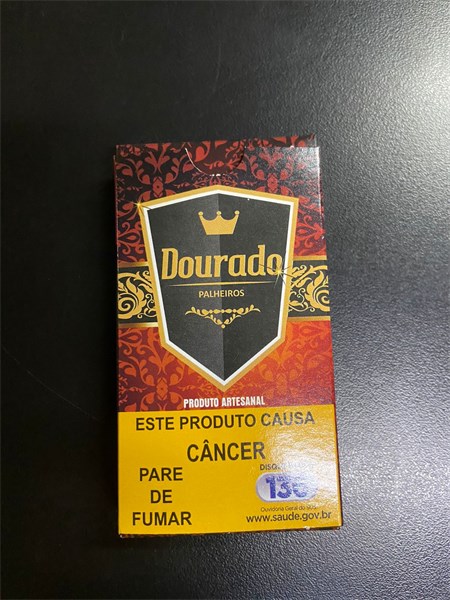 Dourado
PALHEIROS
PRODUTO ARTESANAL
ESTE PRODUTO CAUSA
CÂNCER
PARE
DE
FUMAR
136
www.saude.gov.br